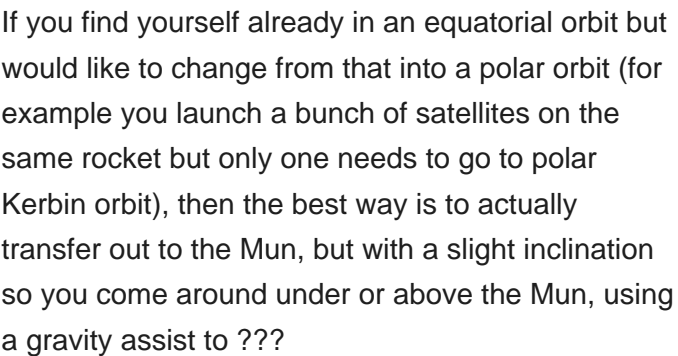 If you find yourself already in an equatorial orbit but
would like to change from that into a polar orbit (for
example you launch a bunch of satellites on the
same rocket but only one needs to go to polar
Kerbin orbit), then the best way is to actually
transfer out to the Mun, but with a slight inclination
so you come around under or above the Mun, using
a gravity assist to ???